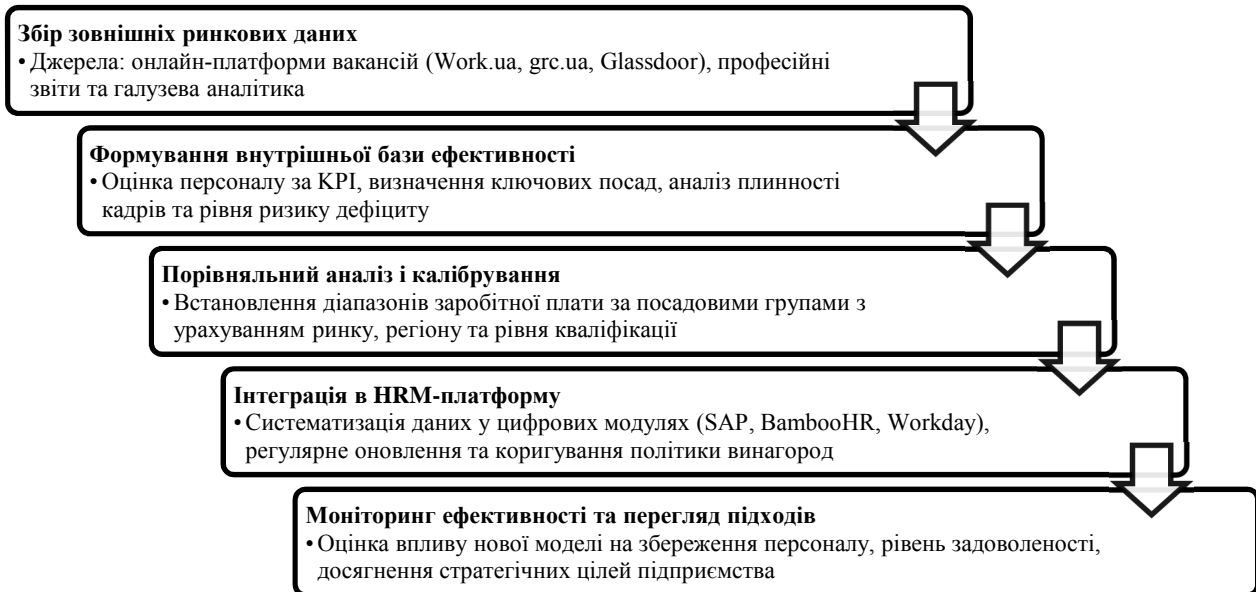 Збір зовнішніх ринкових даних
• Джерела: онлайн-платформи вакансій (Work.ua, grc.ua, Glassdoor), професійні
звіти та галузева аналітика
Формування внутрішньої бази ефективності
• Оцінка персоналу за KPI, визначення ключових посад, аналіз плинності
кадрів та рівня ризику дефіциту
Порівняльний аналіз і калібрування
• Встановлення діапазонів заробітної плати за посадовими групами з
урахуванням ринку, регіону та рівня кваліфікації
Інтеграція в HRM-платформу
• Систематизація даних у цифрових модулях (SAP, BambooHR, Workday),
регулярне оновлення та коригування політики винагород
Моніторинг ефективності та перегляд підходів
• Оцінка впливу нової моделі на збереження персоналу, рівень задоволеності,
досягнення стратегічних цілей підприємства